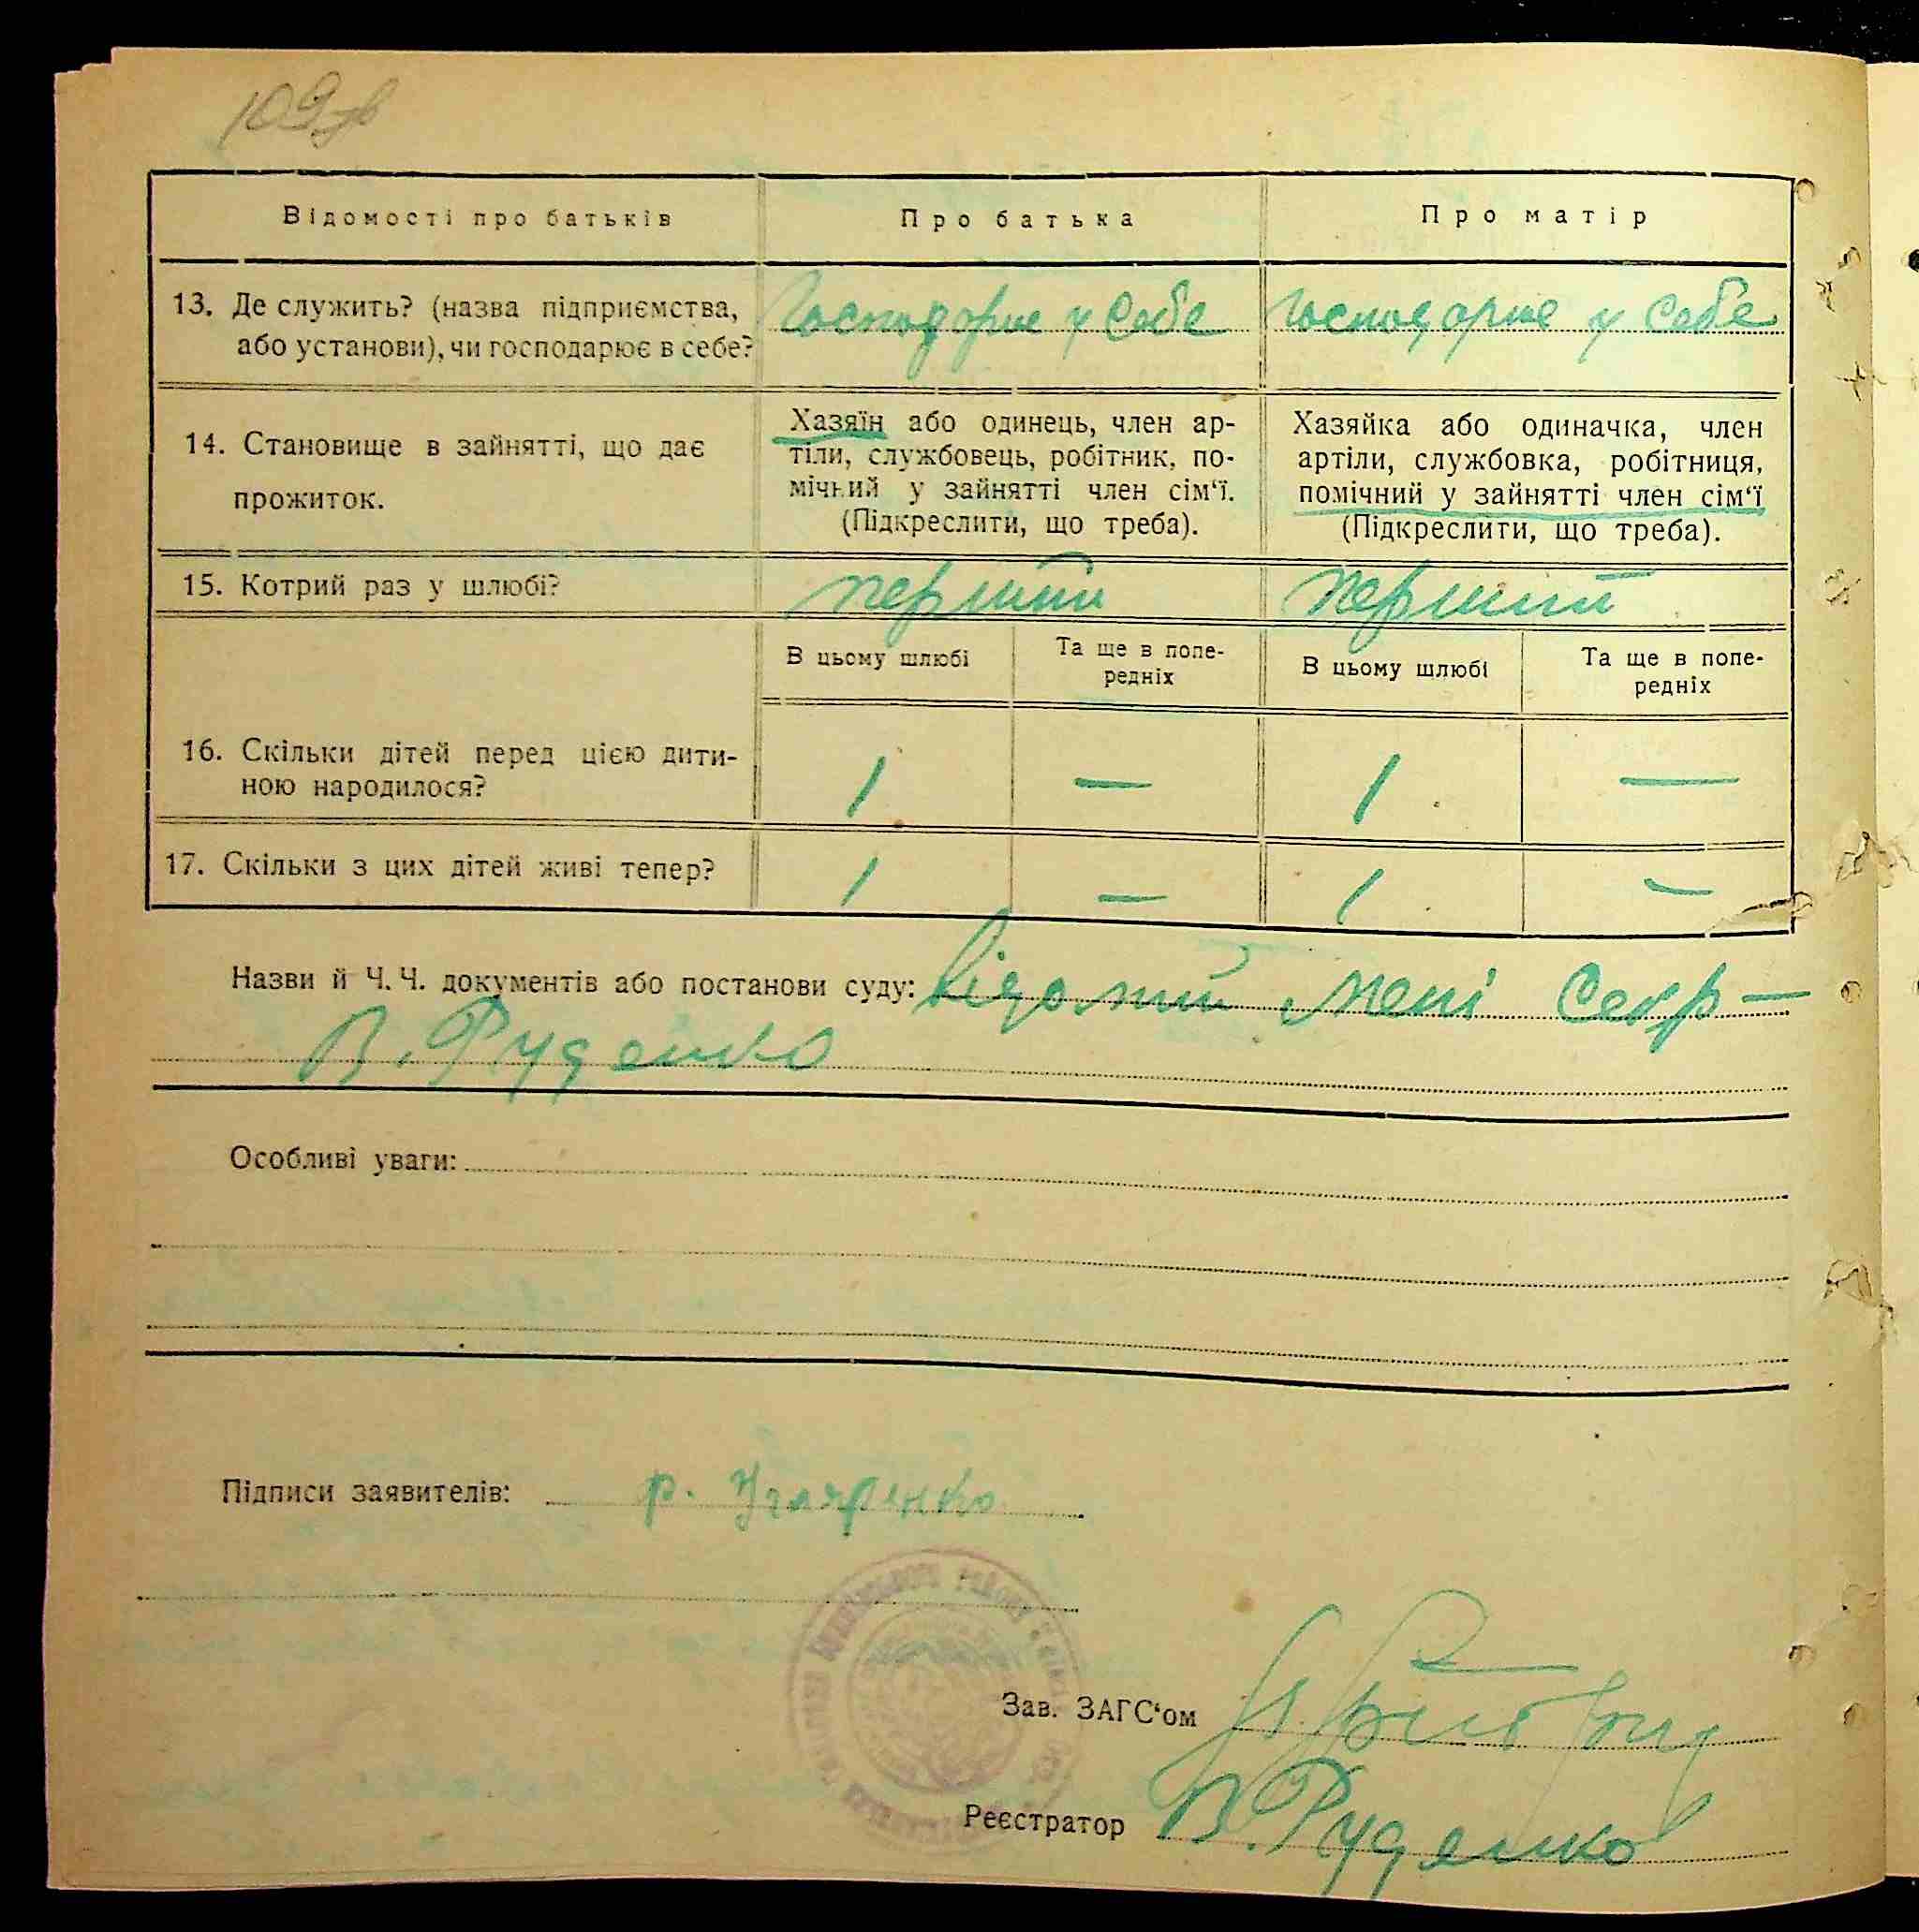 109
Відомості про батьків Про батька Про матір
13. Де служить? (назва підприємства, або установи), чи господарює в себе?
Господарює у себе
Господарює у себе
14. Становище в зайнятті, що дає прожиток.
Хазяїн або одинець, член ар-
тіли, службовець, робітник, по-
мічний у зайнятті член сім‘ї.
(Підкреслити, що треба).
Хазяйка або одиначка, член
артіли, службовка, робітниця,
помічний у зайнятті член сім‘ї
(Підкреслити, що треба).
15. Котрий раз у шлюбі? перший перший
В цьому шлюбі
Та ще в попе-
редніх
В цьому шлюбі
Та ще в попе-
редніх
16. Скільки дітей перед цією дити-
ною народилося?
1 — 1 —
17. Скільки з цих дітей живі тепер? 1 — 1 —
Назви й Ч. Ч. документів або постанови суду: Відомий мені Секр —
В. Руденко
Особливі уваги:
Підписи заявителів: р.
Зав. ЗАГС‘ом
Реєстратор В. Руденко